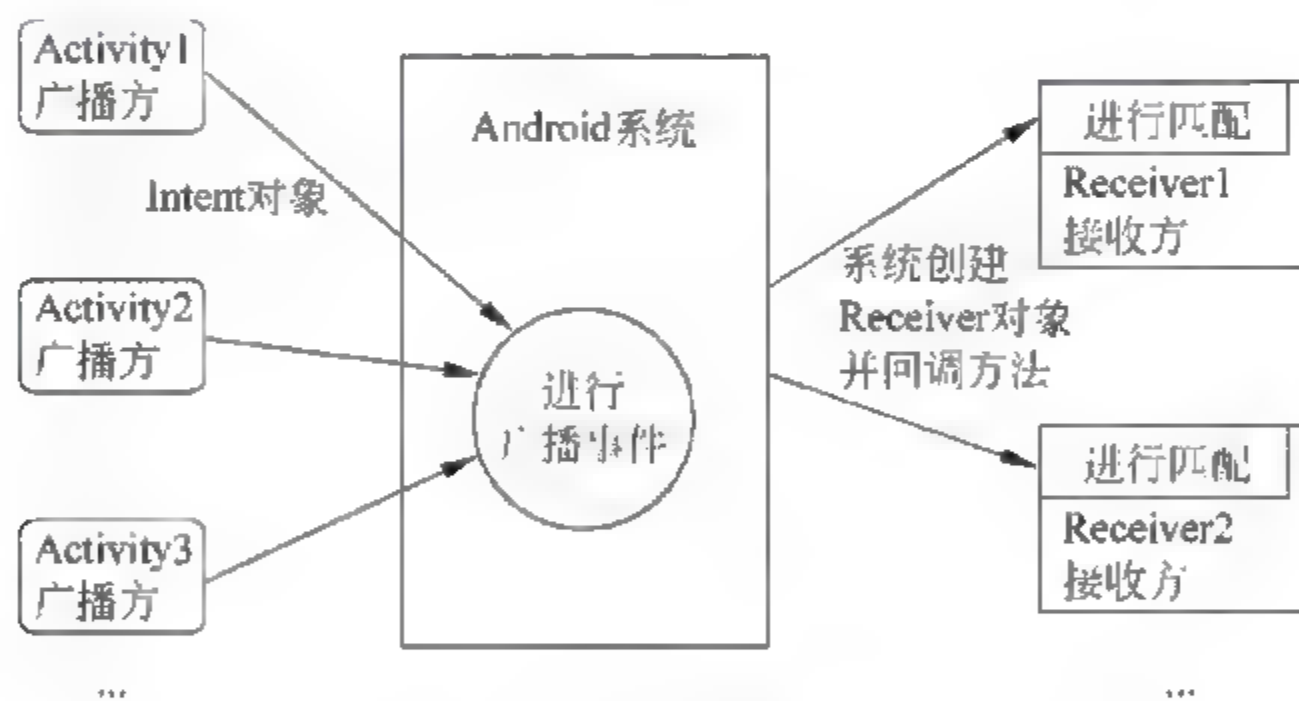 Activity1
广播方
Intent对象
Activity2
广播方
Activity3
广播方
...
Android系统
进行
广播事件
系统创建
Receiver对象
并回调方法
进行匹配
Receiver1
接收方
进行匹配
Receiver2
接收方
...